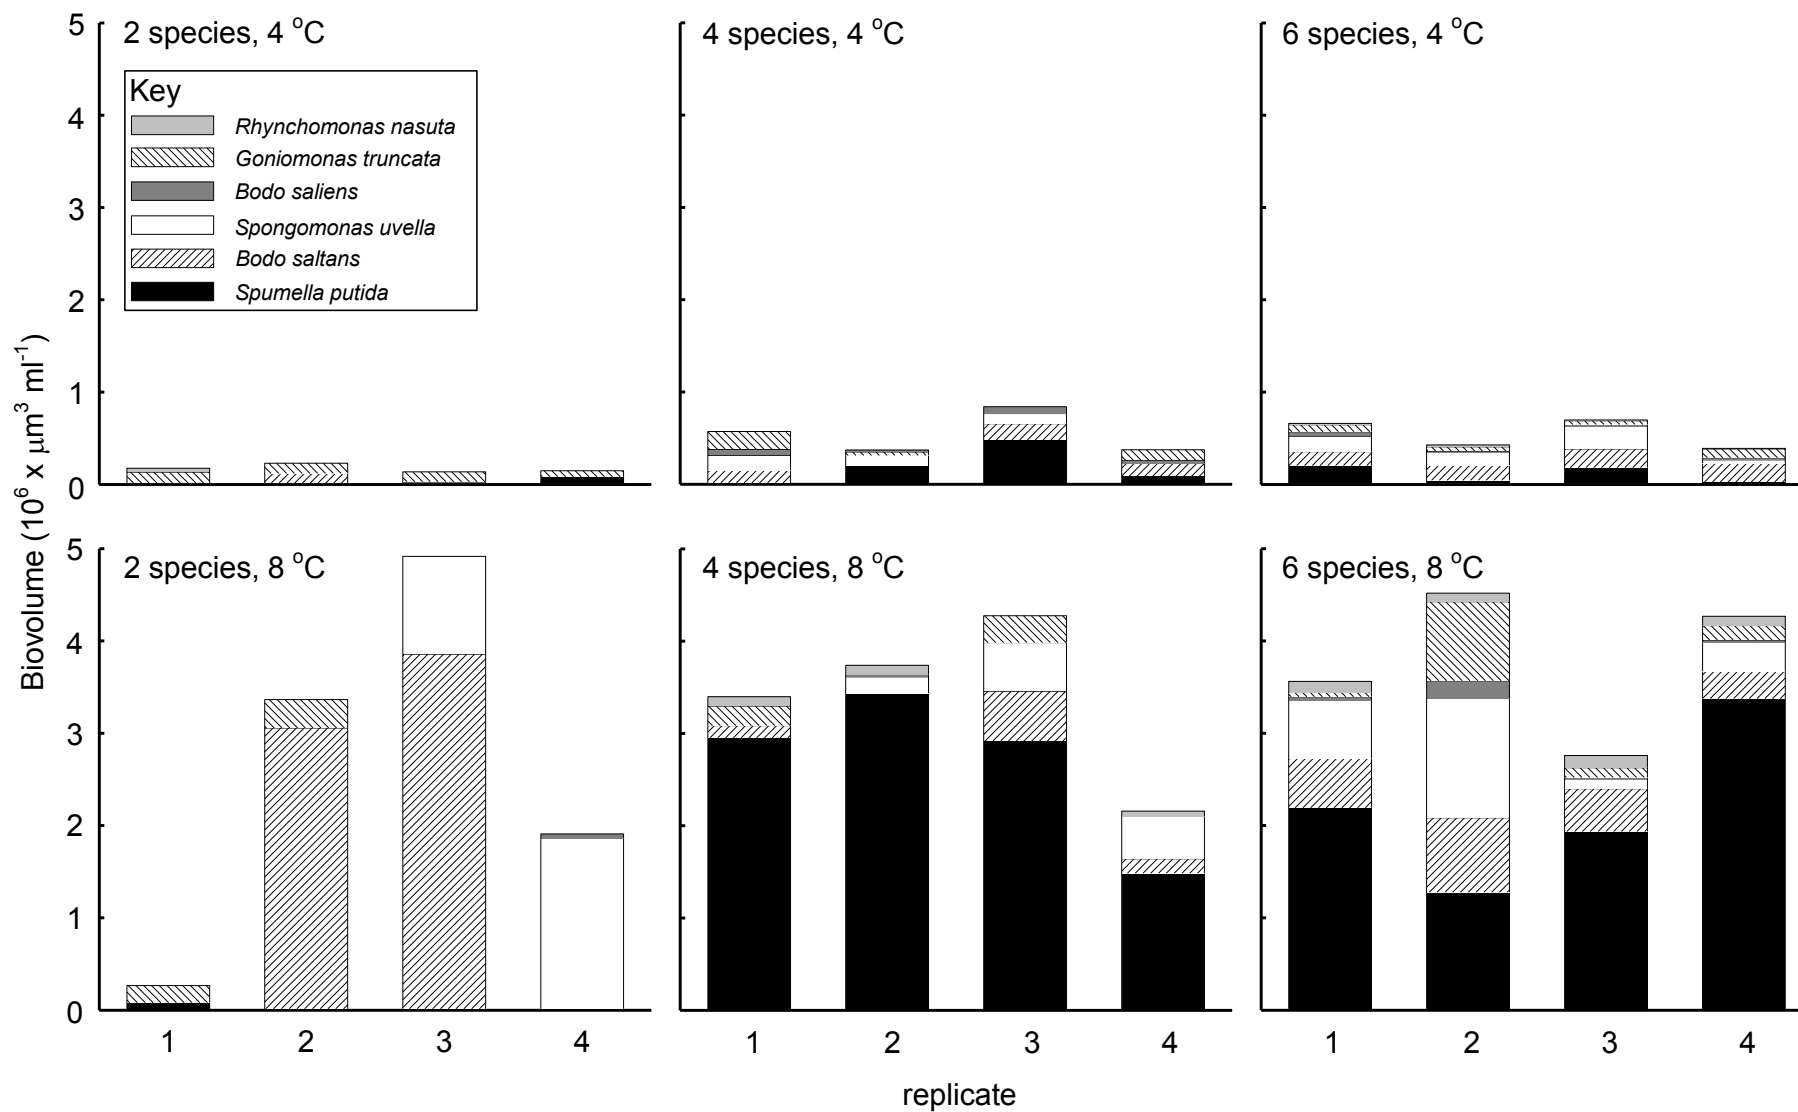 Biovolume (10⁶ x μm³ ml⁻¹)
5
4
3
2
1
0
2 species, 4 °C
Key
Rhynchomonas nasuta
Goniomonas truncata
Bodo saliens
Spongomonas uvella
Bodo saltans
Spumella putida
4 species, 4 °C
6 species, 4 °C
5
4
3
2
1
0
2 species, 8 °C
4 species, 8 °C
6 species, 8 °C
1 2 3 4
1 2 3 4
1 2 3 4
replicate